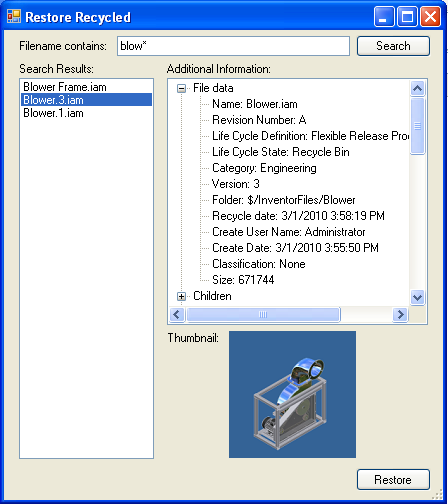 Restore Recycled
Filename contains: blow* Search
Search Results: Additional Information:
Blower Frame.iam
Blower.3.iam
Blower.1.iam
File data
Name: Blower.iam
Revision Number: A
Life Cycle Definition: Flexible Release Proc
Life Cycle State: Recycle Bin
Category: Engineering
Version: 3
Folder: $/InventorFiles/Blower
Recycle date: 3/1/2010 3:58:19 PM
Create User Name: Administrator
Create Date: 3/1/2010 3:55:50 PM
Classification: None
Size: 671744
Children
Thumbnail:
Restore